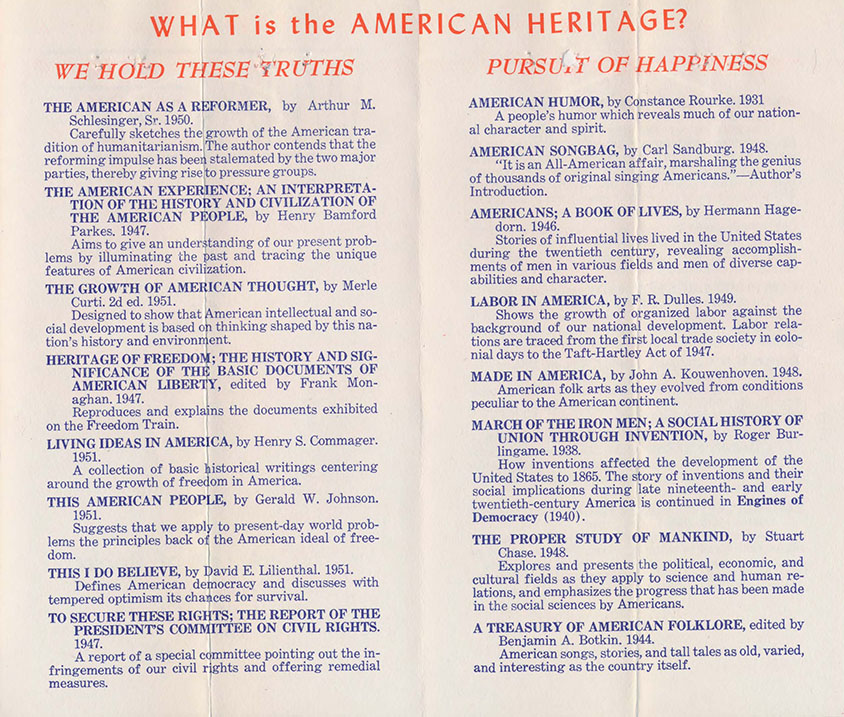 WHAT is the AMERICAN HERITAGE?
WE HOLD THESE TRUTHS
THE AMERICAN AS A REFORMER, by Arthur M.
Schlesinger, Sr. 1950.
Carefully sketches the growth of the American tra-
dition of humanitarianism. The author contends that the
reforming impulse has been stalemated by the two major
parties, thereby giving rise to pressure groups.
THE AMERICAN EXPERIENCE; AN INTERPRETA-
TION OF THE HISTORY AND CIVILIZATION OF
THE AMERICAN PEOPLE, by Henry Bamford
Parkes. 1947.
Aims to give an understanding of our present prob-
lems by illuminating the past and tracing the unique
features of American civilization.
THE GROWTH OF AMERICAN THOUGHT, by Merle
Curti. 2d ed. 1951.
Designed to show that American intellectual and so-
cial development is based on thinking shaped by this na-
tion's history and environment.
HERITAGE OF FREEDOM; THE HISTORY AND SIG-
NIFICANCE OF THE BASIC DOCUMENTS OF
AMERICAN LIBERTY, edited by Frank Mon-
aghan. 1947.
Reproduces and explains the documents exhibited
on the Freedom Train.
LIVING IDEAS IN AMERICA, by Henry S. Commager.
1951.
A collection of basic historical writings centering
around the growth of freedom in America.
THIS AMERICAN PEOPLE, by Gerald W. Johnson.
1951.
Suggests that we apply to present-day world prob-
lems the principles back of the American ideal of free-
dom.
THIS I DO BELIEVE, by David E. Lilienthal. 1951.
Defines American democracy and discusses with
tempered optimism its chances for survival.
TO SECURE THESE RIGHTS; THE REPORT OF THE
PRESIDENT'S COMMITTEE ON CIVIL RIGHTS.
1947.
A report of a special committee pointing out the in-
fringements of our civil rights and offering remedial
measures.
PURSUIT OF HAPPINESS
AMERICAN HUMOR, by Constance Rourke. 1931
A people's humor which reveals much of our nation-
al character and spirit.
AMERICAN SONGBAG, by Carl Sandburg. 1948.
"It is an All-American affair, marshaling the genius
of thousands of original singing Americans."—Author's
Introduction.
AMERICANS; A BOOK OF LIVES, by Hermann Hage-
dorn. 1946.
Stories of influential lives lived in the United States
during the twentieth century, revealing accomplish-
ments of men in various fields and men of diverse cap-
abilities and character.
LABOR IN AMERICA, by F. R. Dulles. 1949.
Shows the growth of organized labor against the
background of our national development. Labor rela-
tions are traced from the first local trade society in colo-
nial days to the Taft-Hartley Act of 1947.
MADE IN AMERICA, by John A. Kouwenhoven. 1948.
American folk arts as they evolved from conditions
peculiar to the American continent.
MARCH OF THE IRON MEN; A SOCIAL HISTORY OF
UNION THROUGH INVENTION, by Roger Bur-
lingame. 1938.
How inventions affected the development of the
United States to 1865. The story of inventions and their
social implications during late nineteenth- and early
twentieth-century America is continued in Engines of
Democracy (1940).
THE PROPER STUDY OF MANKIND, by Stuart
Chase. 1948.
Explores and presents the political, economic, and
cultural fields as they apply to science and human re-
lations, and emphasizes the progress that has been made
in the social sciences by Americans.
A TREASURY OF AMERICAN FOLKLORE, edited by
Benjamin A. Botkin. 1944.
American songs, stories, and tall tales as old, varied,
and interesting as the country itself.